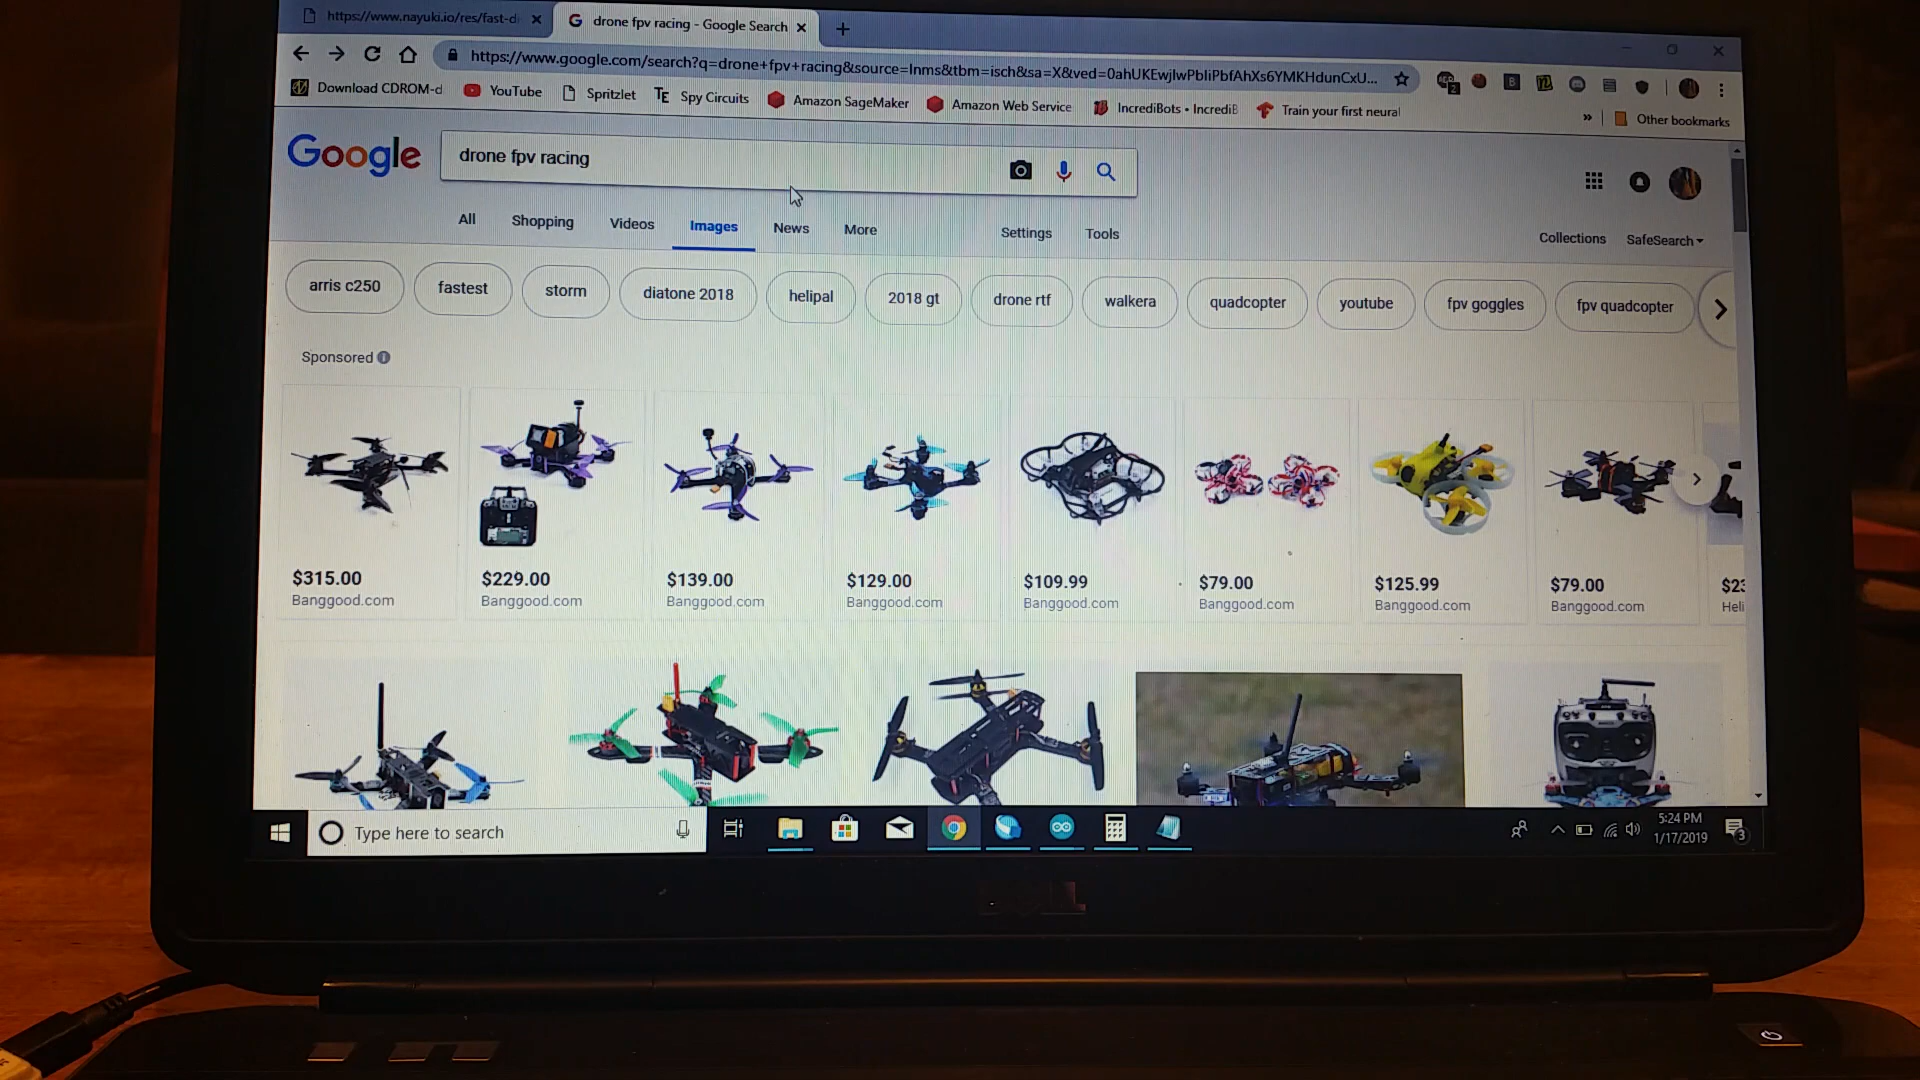 https://www.nayuki.io/res/fast-d
drone fpv racing - Google Search
https://www.google.com/search?q=drone+fpv+racing&source=lnms&tbm=isch&sa=X&ved=0ahUKEwjlwPbliPbfAhXs6YMKHdunCxU...
Download CDROM-d YouTube Spritzlet TE Spy Circuits Amazon SageMaker Amazon Web Service IncrediBots • IncrediB Train your first neural » Other bookmarks
Google drone fpv racing
All Shopping Videos Images News More Settings Tools Collections SafeSearch
arris c250 fastest storm diatone 2018 helipal 2018 gt drone rtf walkera quadcopter youtube fpv goggles fpv quadcopter
Sponsored
$315.00 $229.00 $139.00 $129.00 $109.99 $79.00 $125.99 $79.00 $23
Banggood.com Banggood.com Banggood.com Banggood.com Banggood.com Banggood.com Banggood.com Banggood.com Heli
Type here to search
5:24 PM
1/17/2019
3
DELL